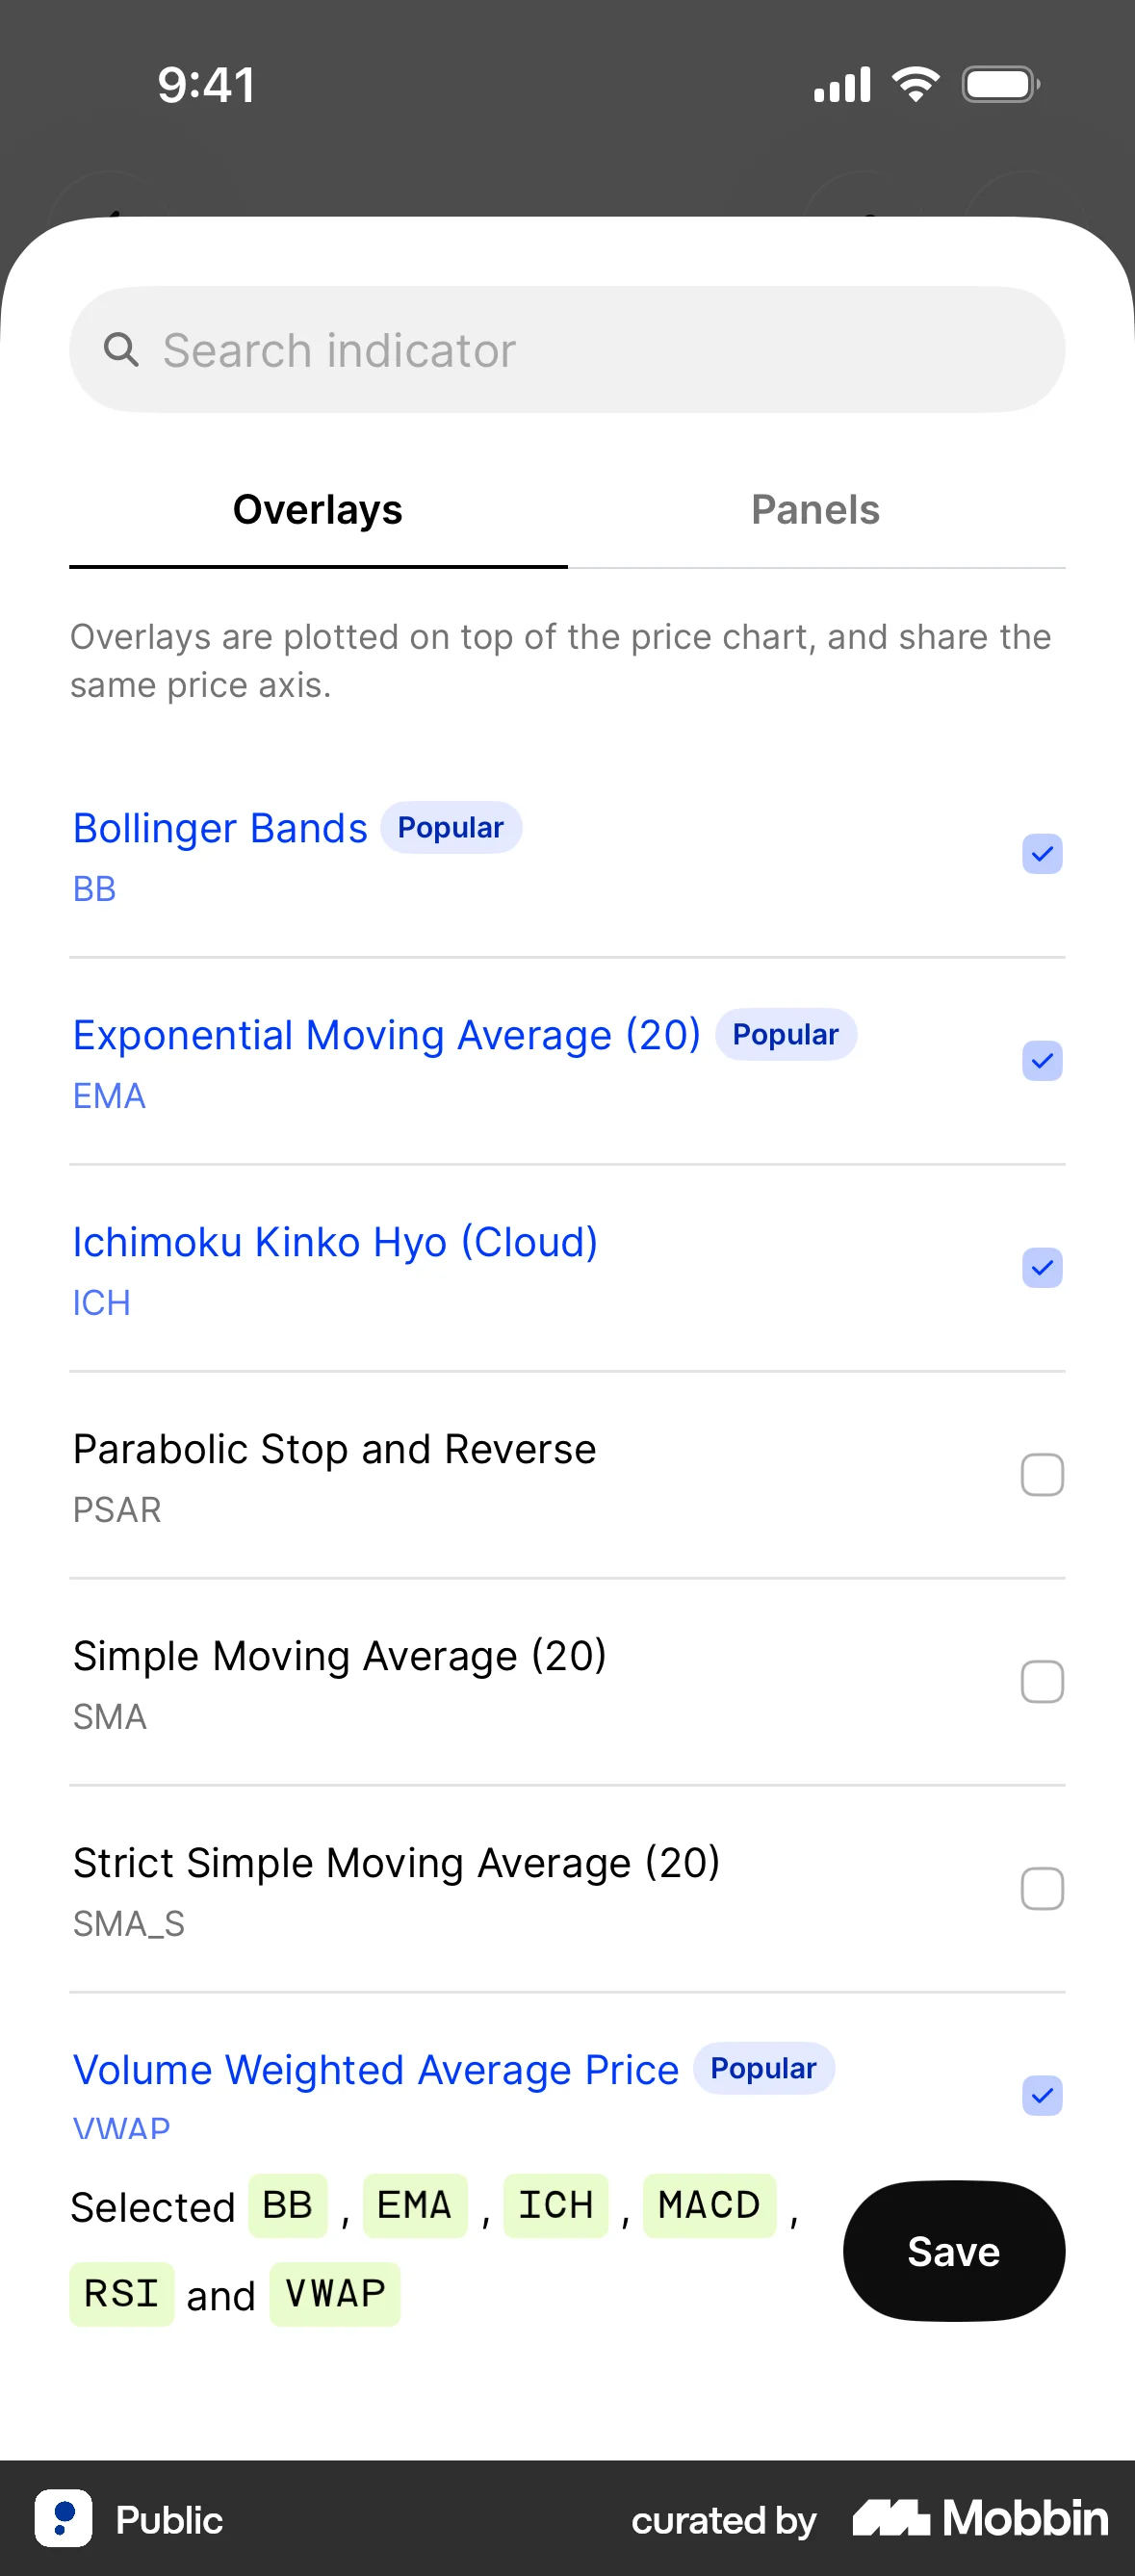 9:41
Search indicator
Overlays Panels
Overlays are plotted on top of the price chart, and share the
same price axis.
Bollinger Bands Popular
BB
Exponential Moving Average (20) Popular
EMA
Ichimoku Kinko Hyo (Cloud)
ICH
Parabolic Stop and Reverse
PSAR
Simple Moving Average (20)
SMA
Strict Simple Moving Average (20)
SMA_S
Volume Weighted Average Price Popular
VWAP
Selected BB , EMA , ICH , MACD ,
RSI and VWAP
Save
Public curated by Mobbin